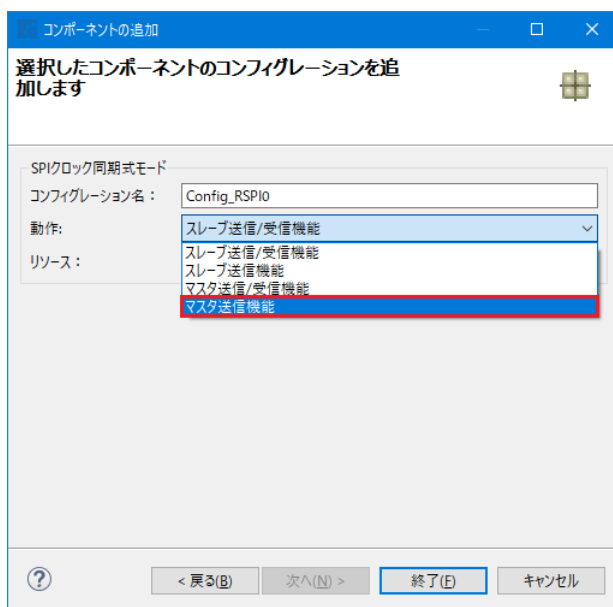 コンポーネントの追加
選択したコンポーネントのコンフィグレーションを追
加します
SPIクロック同期式モード
コンフィグレーション名：
Config_RSPI0
動作:
スレーブ送信/受信機能
スレーブ送信/受信機能
スレーブ送信機能
マスタ送信/受信機能
マスタ送信機能
リソース：
?
< 戻る(B)
次へ(N) >
終了(F)
キャンセル